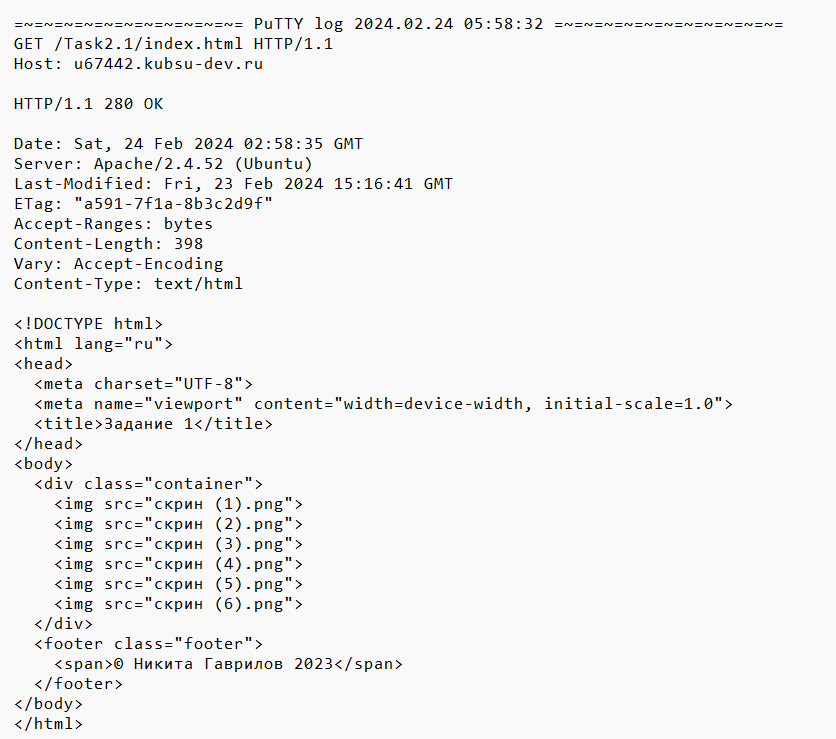 =~=~=~=~=~=~=~=~=~=~=~= PuTTY log 2024.02.24 05:58:32 =~=~=~=~=~=~=~=~=~=~=~=
GET /Task2.1/index.html HTTP/1.1
Host: u67442.kubsu-dev.ru

HTTP/1.1 280 OK

Date: Sat, 24 Feb 2024 02:58:35 GMT
Server: Apache/2.4.52 (Ubuntu)
Last-Modified: Fri, 23 Feb 2024 15:16:41 GMT
ETag: "a591-7f1a-8b3c2d9f"
Accept-Ranges: bytes
Content-Length: 398
Vary: Accept-Encoding
Content-Type: text/html

<!DOCTYPE html>
<html lang="ru">
<head>
  <meta charset="UTF-8">
  <meta name="viewport" content="width=device-width, initial-scale=1.0">
  <title>Задание 1</title>
</head>
<body>
  <div class="container">
    <img src="скрин (1).png">
    <img src="скрин (2).png">
    <img src="скрин (3).png">
    <img src="скрин (4).png">
    <img src="скрин (5).png">
    <img src="скрин (6).png">
  </div>
  <footer class="footer">
    <span>© Никита Гаврилов 2023</span>
  </footer>
</body>
</html>